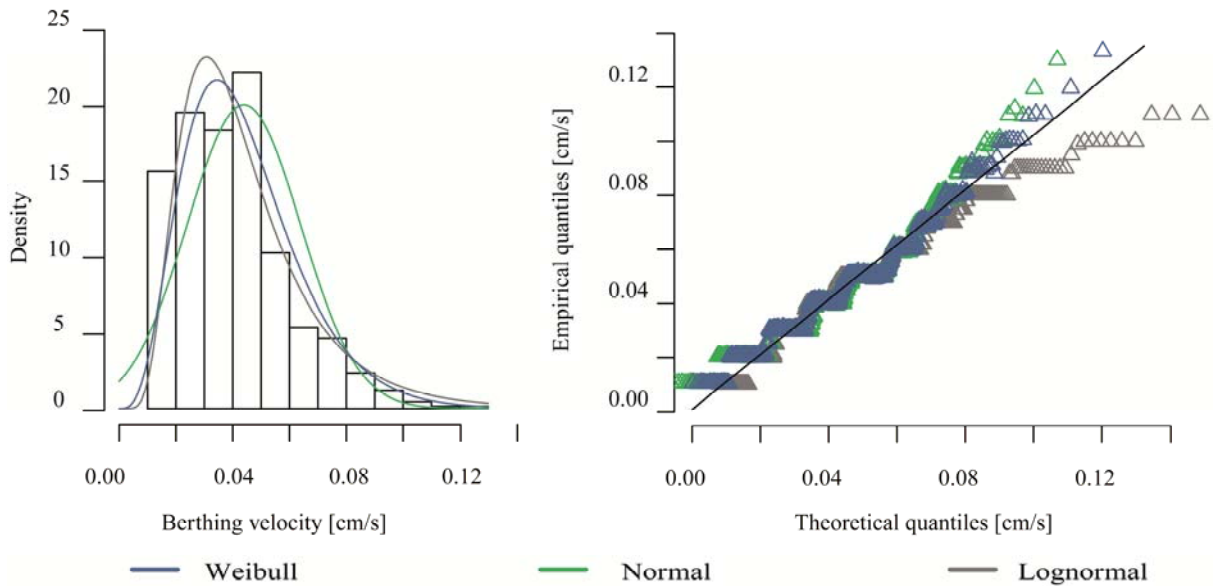 25
20
15
10
5
0
Density
0.00 0.04 0.08 0.12
Berthing velocity [cm/s]
0.12
0.08
0.04
0.00
Empirical quantiles [cm/s]
0.00 0.04 0.08 0.12
Theoretical quantiles [cm/s]
Weibull Normal Lognormal